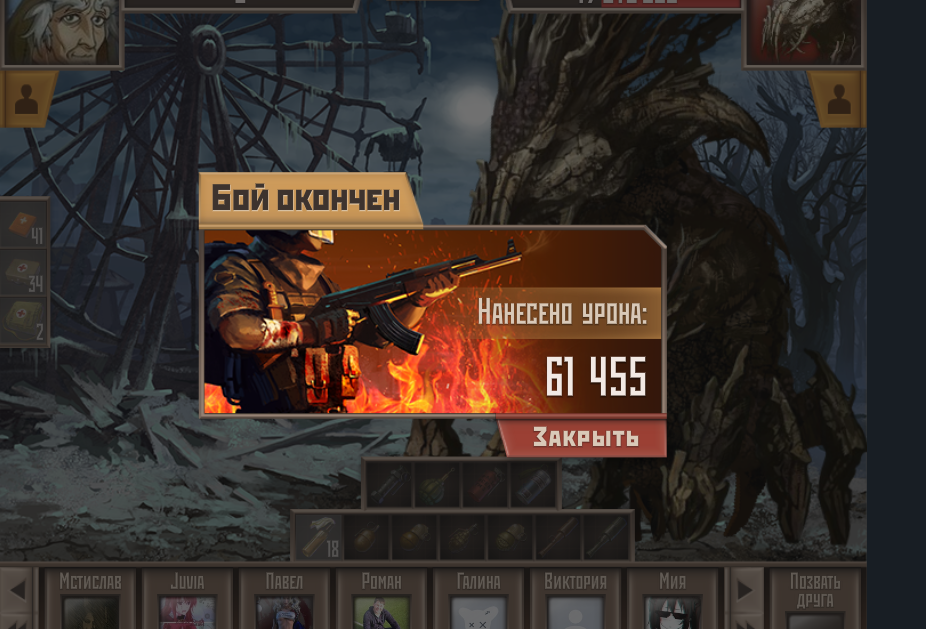 Бой окончен
41
34
2
Нанесено урона:
61 455
Закрыть
18
Мстислав
Juvia
Павел
Роман
Галина
Виктория
Мия
Позвать
друга